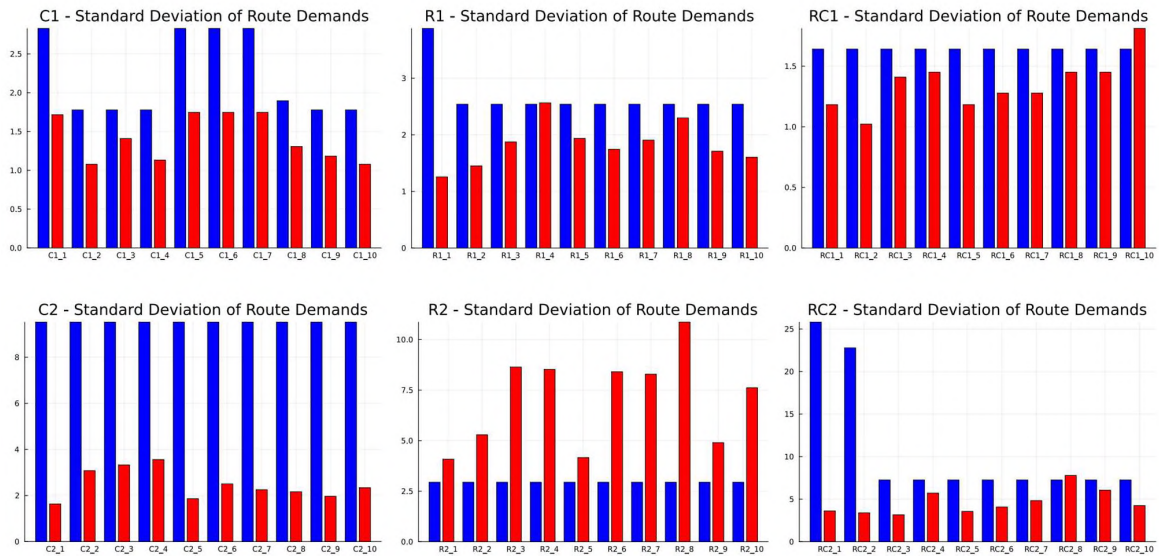 C1 - Standard Deviation of Route Demands
2.5
2.0
1.5
1.0
0.5
0.0
C1_1 C1_2 C1_3 C1_4 C1_5 C1_6 C1_7 C1_8 C1_9 C1_10
R1 - Standard Deviation of Route Demands
3
2
1
0
R1_1 R1_2 R1_3 R1_4 R1_5 R1_6 R1_7 R1_8 R1_9 R1_10
RC1 - Standard Deviation of Route Demands
1.5
1.0
0.5
0.0
RC1_1 RC1_2 RC1_3 RC1_4 RC1_5 RC1_6 RC1_7 RC1_8 RC1_9 RC1_10
C2 - Standard Deviation of Route Demands
8
6
4
2
0
C2_1 C2_2 C2_3 C2_4 C2_5 C2_6 C2_7 C2_8 C2_9 C2_10
R2 - Standard Deviation of Route Demands
10.0
7.5
5.0
2.5
0.0
R2_1 R2_2 R2_3 R2_4 R2_5 R2_6 R2_7 R2_8 R2_9 R2_10
RC2 - Standard Deviation of Route Demands
25
20
15
10
5
0
RC2_1 RC2_2 RC2_3 RC2_4 RC2_5 RC2_6 RC2_7 RC2_8 RC2_9 RC2_10